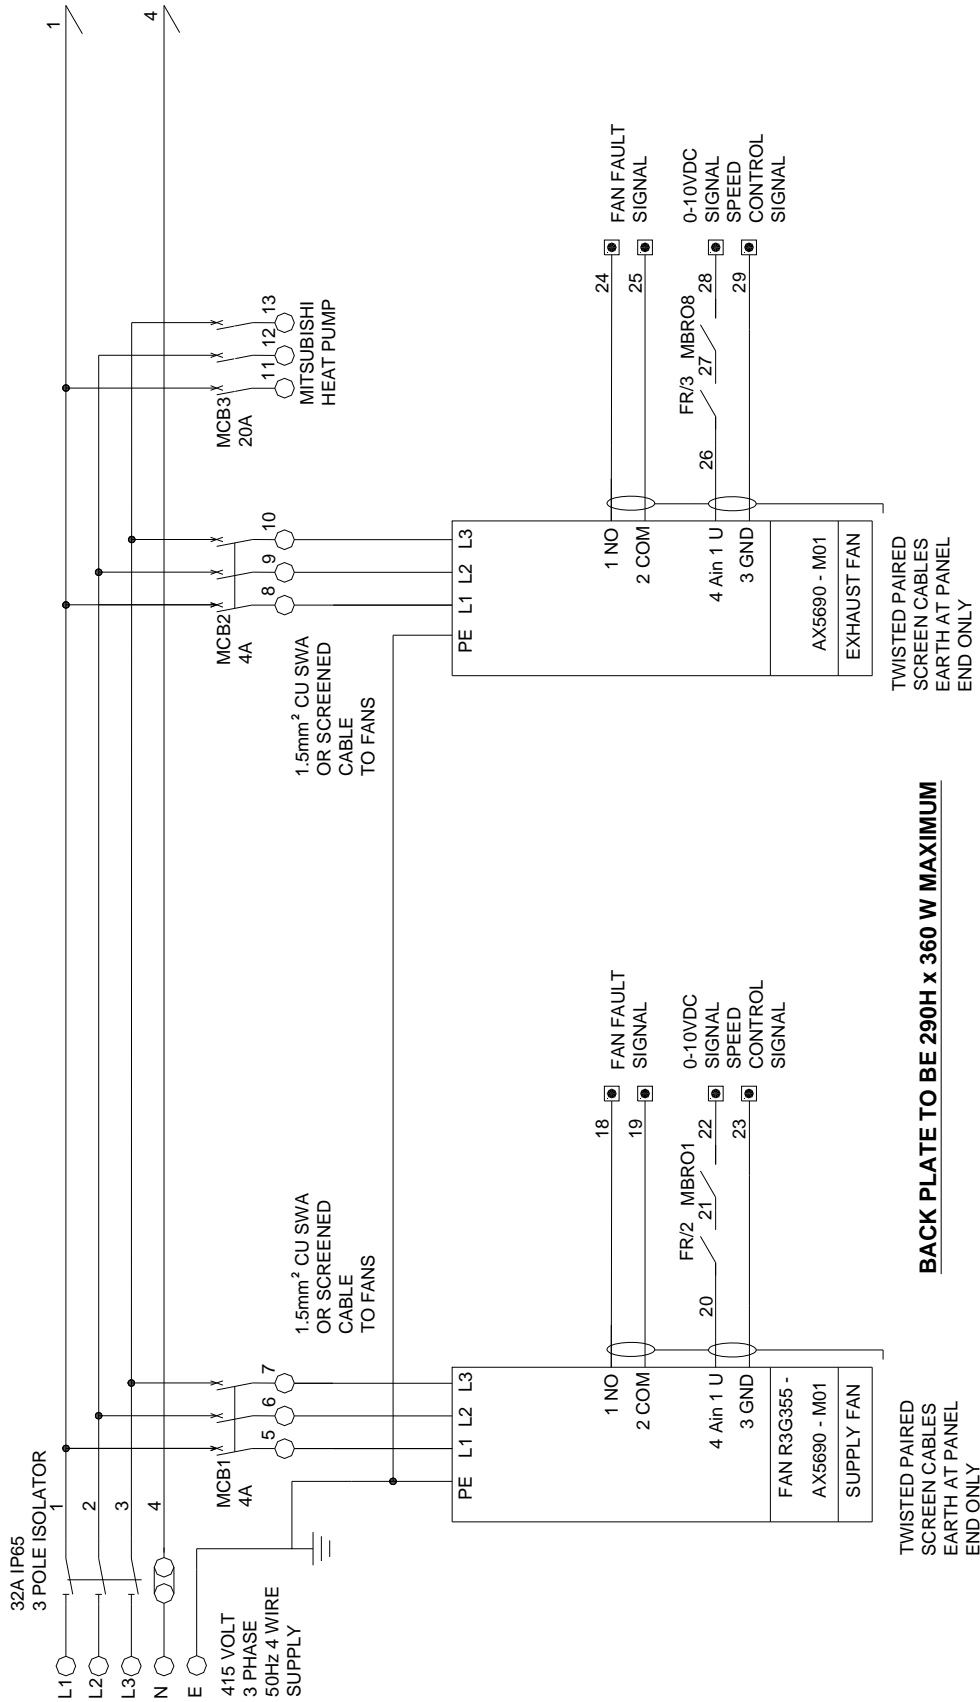 32A IP65
3 POLE ISOLATOR
L1
L2
L3
N
E
1
2
3
4
1
4
415 VOLT
3 PHASE
50Hz 4 WIRE
SUPPLY
MCB1
4A
5
6
7
1.5mm² CU SWA
OR SCREENED
CABLE
TO FANS
MCB2
4A
8
9
10
1.5mm² CU SWA
OR SCREENED
CABLE
TO FANS
MCB3
20A
11
12
13
MITSUBISHI
HEAT PUMP
PE
L1
L2
L3
1 NO
2 COM
4 Ain 1 U
3 GND
FAN R3G355 -
AX5690 - M01
SUPPLY FAN
18
19
FAN FAULT
SIGNAL
20
FR/2
21
MBRO1
22
23
0-10VDC
SIGNAL
SPEED
CONTROL
SIGNAL
TWISTED PAIRED
SCREEN CABLES
EARTH AT PANEL
END ONLY
PE
L1
L2
L3
1 NO
2 COM
4 Ain 1 U
3 GND
AX5690 - M01
EXHAUST FAN
24
25
FAN FAULT
SIGNAL
26
FR/3
27
MBRO8
28
29
0-10VDC
SIGNAL
SPEED
CONTROL
SIGNAL
TWISTED PAIRED
SCREEN CABLES
EARTH AT PANEL
END ONLY
BACK PLATE TO BE 290H x 360 W MAXIMUM